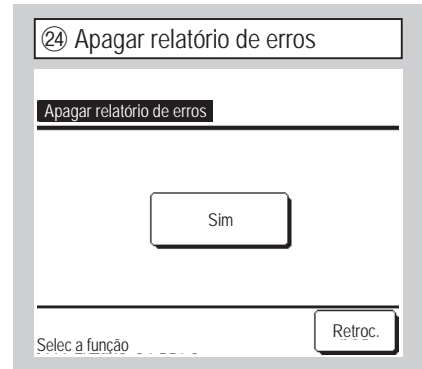 ㉔ Apagar relatório de erros
Apagar relatório de erros
Sim
Retroc.
Selec a função